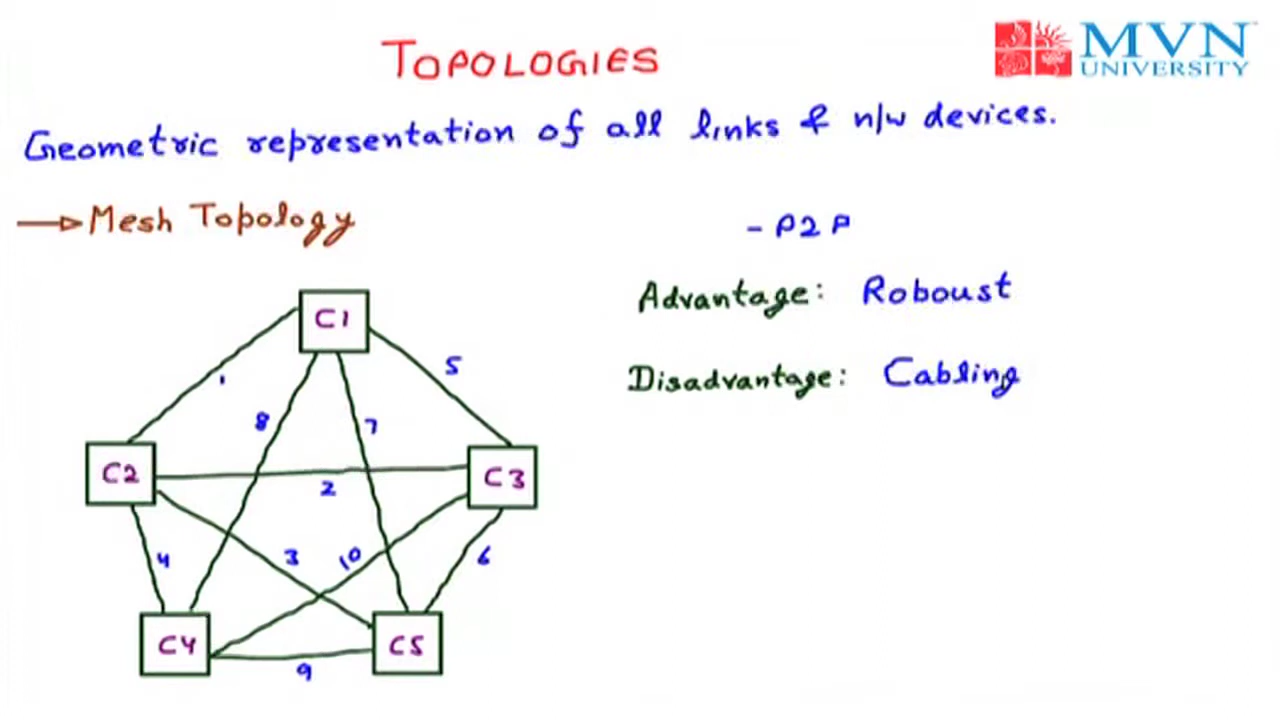 TOPOLOGIES
MVN
UNIVERSITY
Geometric representation of all links & n/w devices.
→ Mesh Topology
- P2P
Advantage: Roboust
Disadvantage: Cabling
C1
1
5
8
7
C2
C3
2
4
3
10
6
C4
C5
9